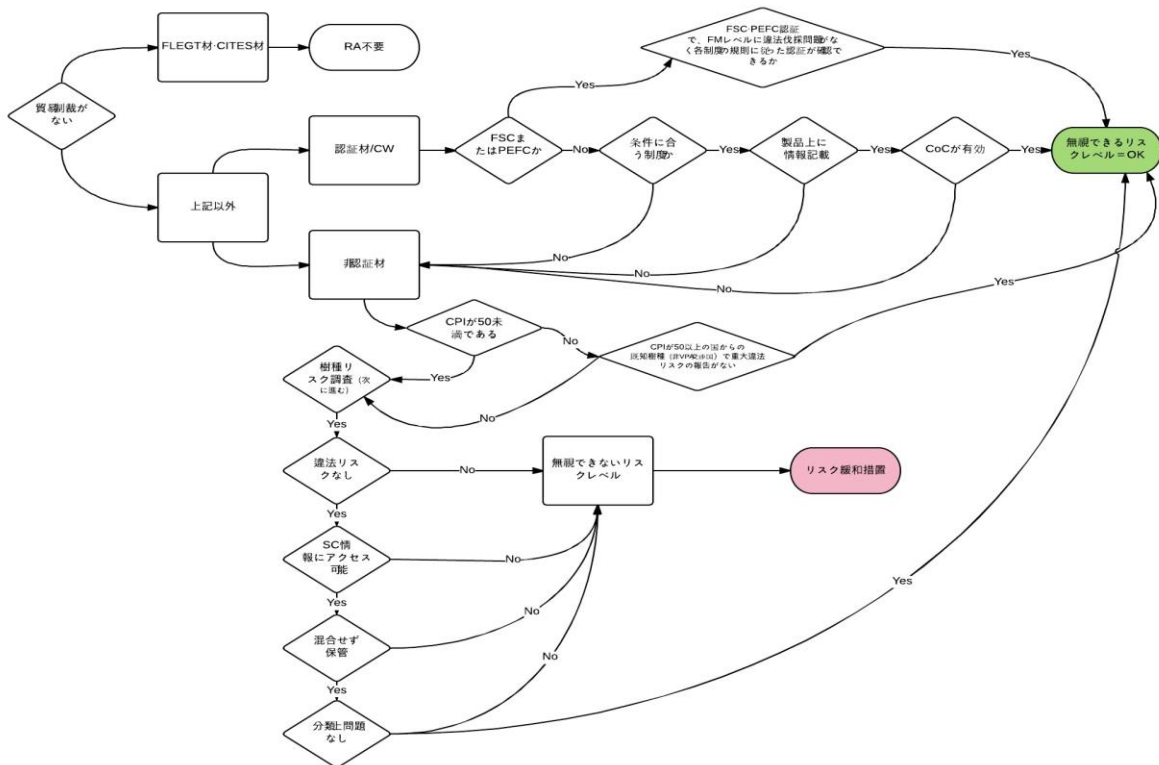 FLEGT材·CITES材
RA不要
FSC·PEFC認証
で、FMレベルに違法伐採問題がな
く各制度の規則に従った認証が確認で
きるか
Yes
Yes
貿易制裁が
ない
認証材/CW
FSCま
たはPEFCか
No
条件に合
う制度か
Yes
製品上に
情報記載
Yes
CoCが有効
Yes
無視できるリス
クレベル＝OK
上記以外
非認証材
No
No
No
Yes
CPIが50未
満である
No
CPIが50以上の国からの
既知樹種（非VPA交渉国）で重大違法
リスクの報告がない
樹種リ
スク調査（次
に進む）
Yes
No
Yes
違法リス
クなし
No
無視できないリス
クレベル
リスク緩和措置
Yes
SC情
報にアクセス
可能
No
Yes
Yes
混合せず
保管
No
Yes
No
分類上問題
なし